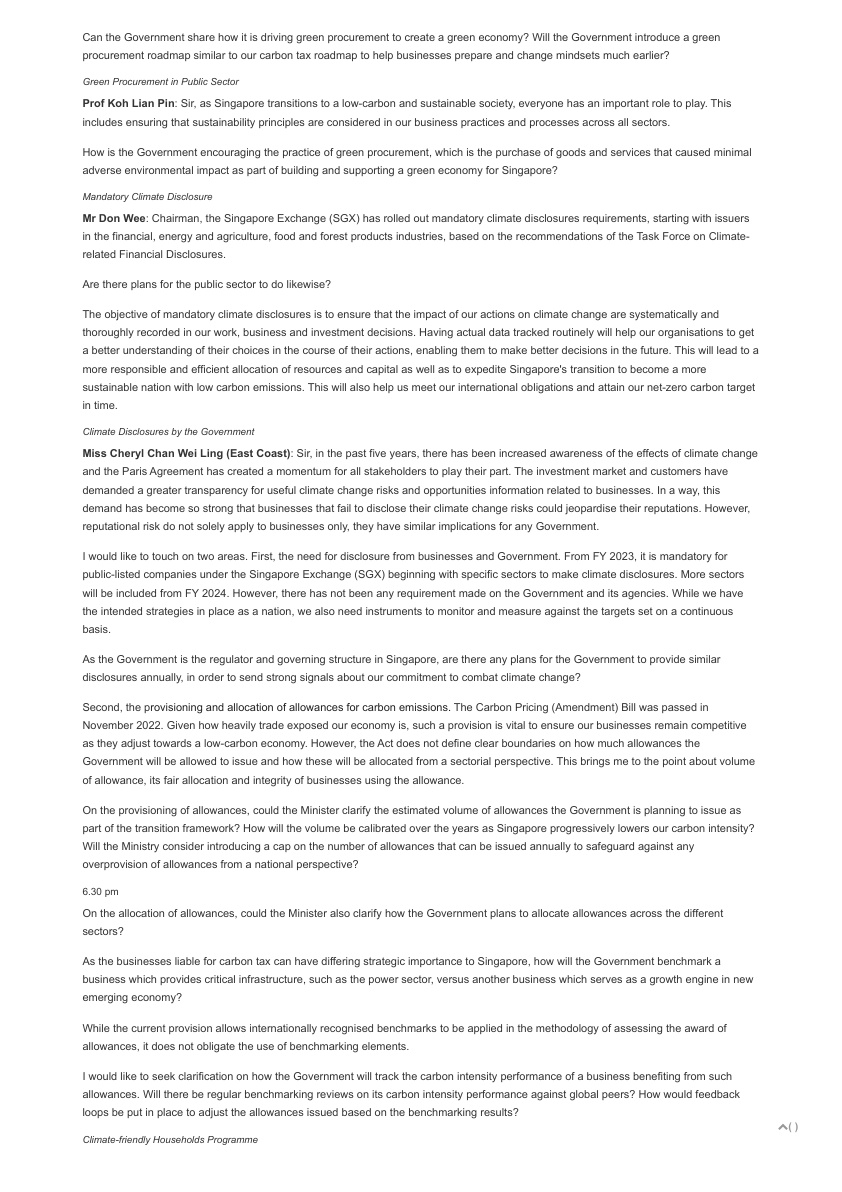 Can the Government share how it is driving green procurement to create a green economy? Will the Government introduce a green
procurement roadmap similar to our carbon tax roadmap to help businesses prepare and change mindsets much earlier?
Green Procurement in Public Sector
Prof Koh Lian Pin: Sir, as Singapore transitions to a low-carbon and sustainable society, everyone has an important role to play. This
includes ensuring that sustainability principles are considered in our business practices and processes across all sectors.
How is the Government encouraging the practice of green procurement, which is the purchase of goods and services that caused minimal
adverse environmental impact as part of building and supporting a green economy for Singapore?
Mandatory Climate Disclosure
Mr Don Wee: Chairman, the Singapore Exchange (SGX) has rolled out mandatory climate disclosures requirements, starting with issuers
in the financial, energy and agriculture, food and forest products industries, based on the recommendations of the Task Force on Climate-
related Financial Disclosures.
Are there plans for the public sector to do likewise?
The objective of mandatory climate disclosures is to ensure that the impact of our actions on climate change are systematically and
thoroughly recorded in our work, business and investment decisions. Having actual data tracked routinely will help our organisations to get
a better understanding of their choices in the course of their actions, enabling them to make better decisions in the future. This will lead to a
more responsible and efficient allocation of resources and capital as well as to expedite Singapore's transition to become a more
sustainable nation with low carbon emissions. This will also help us meet our international obligations and attain our net-zero carbon target
in time.
Climate Disclosures by the Government
Miss Cheryl Chan Wei Ling (East Coast): Sir, in the past five years, there has been increased awareness of the effects of climate change
and the Paris Agreement has created a momentum for all stakeholders to play their part. The investment market and customers have
demanded a greater transparency for useful climate change risks and opportunities information related to businesses. In a way, this
demand has become so strong that businesses that fail to disclose their climate change risks could jeopardise their reputations. However,
reputational risk do not solely apply to businesses only, they have similar implications for any Government.
I would like to touch on two areas. First, the need for disclosure from businesses and Government. From FY 2023, it is mandatory for
public-listed companies under the Singapore Exchange (SGX) beginning with specific sectors to make climate disclosures. More sectors
will be included from FY 2024. However, there has not been any requirement made on the Government and its agencies. While we have
the intended strategies in place as a nation, we also need instruments to monitor and measure against the targets set on a continuous
basis.
As the Government is the regulator and governing structure in Singapore, are there any plans for the Government to provide similar
disclosures annually, in order to send strong signals about our commitment to combat climate change?
Second, the provisioning and allocation of allowances for carbon emissions. The Carbon Pricing (Amendment) Bill was passed in
November 2022. Given how heavily trade exposed our economy is, such a provision is vital to ensure our businesses remain competitive
as they adjust towards a low-carbon economy. However, the Act does not define clear boundaries on how much allowances the
Government will be allowed to issue and how these will be allocated from a sectorial perspective. This brings me to the point about volume
of allowance, its fair allocation and integrity of businesses using the allowance.
On the provisioning of allowances, could the Minister clarify the estimated volume of allowances the Government is planning to issue as
part of the transition framework? How will the volume be calibrated over the years as Singapore progressively lowers our carbon intensity?
Will the Ministry consider introducing a cap on the number of allowances that can be issued annually to safeguard against any
overprovision of allowances from a national perspective?
6.30 pm
On the allocation of allowances, could the Minister also clarify how the Government plans to allocate allowances across the different
sectors?
As the businesses liable for carbon tax can have differing strategic importance to Singapore, how will the Government benchmark a
business which provides critical infrastructure, such as the power sector, versus another business which serves as a growth engine in new
emerging economy?
While the current provision allows internationally recognised benchmarks to be applied in the methodology of assessing the award of
allowances, it does not obligate the use of benchmarking elements.
I would like to seek clarification on how the Government will track the carbon intensity performance of a business benefiting from such
allowances. Will there be regular benchmarking reviews on its carbon intensity performance against global peers? How would feedback
loops be put in place to adjust the allowances issued based on the benchmarking results?
( )
Climate-friendly Households Programme